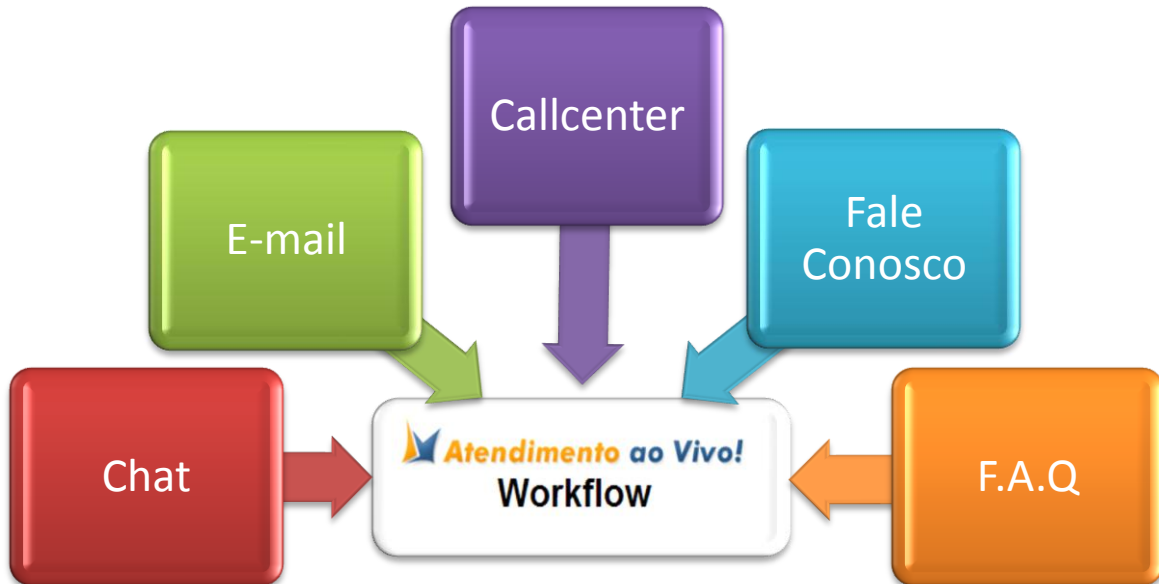 Callcenter
E-mail
Fale
Conosco
Chat
Atendimento ao Vivo!
Workflow
F.A.Q